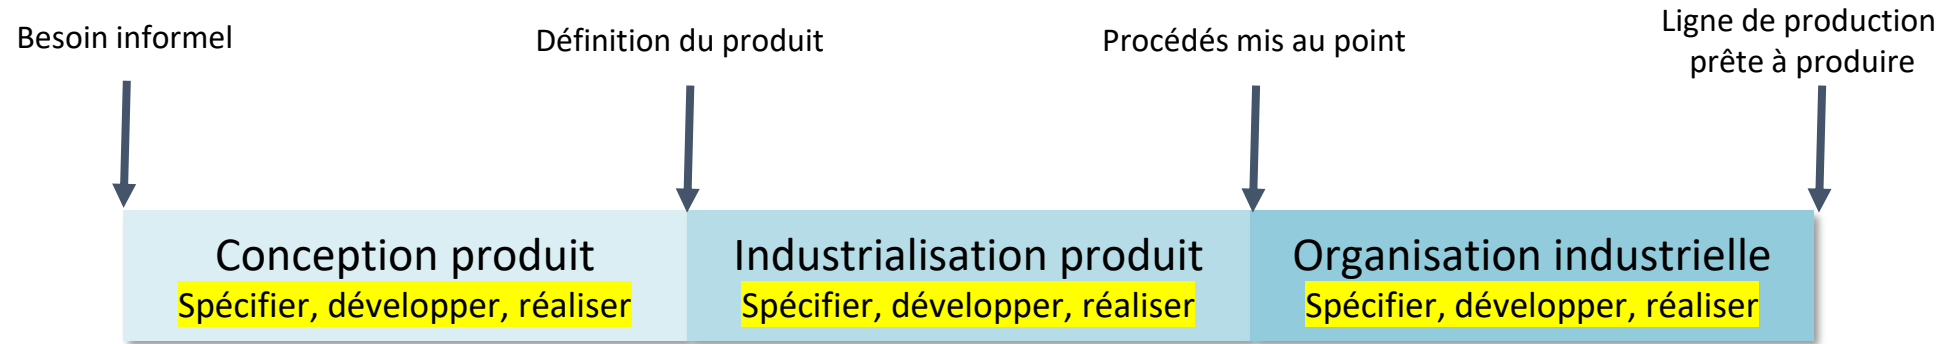 Besoin informel
Définition du produit
Procédés mis au point
Ligne de production
prête à produire
Conception produit
Spécifier, développer, réaliser
Industrialisation produit
Spécifier, développer, réaliser
Organisation industrielle
Spécifier, développer, réaliser